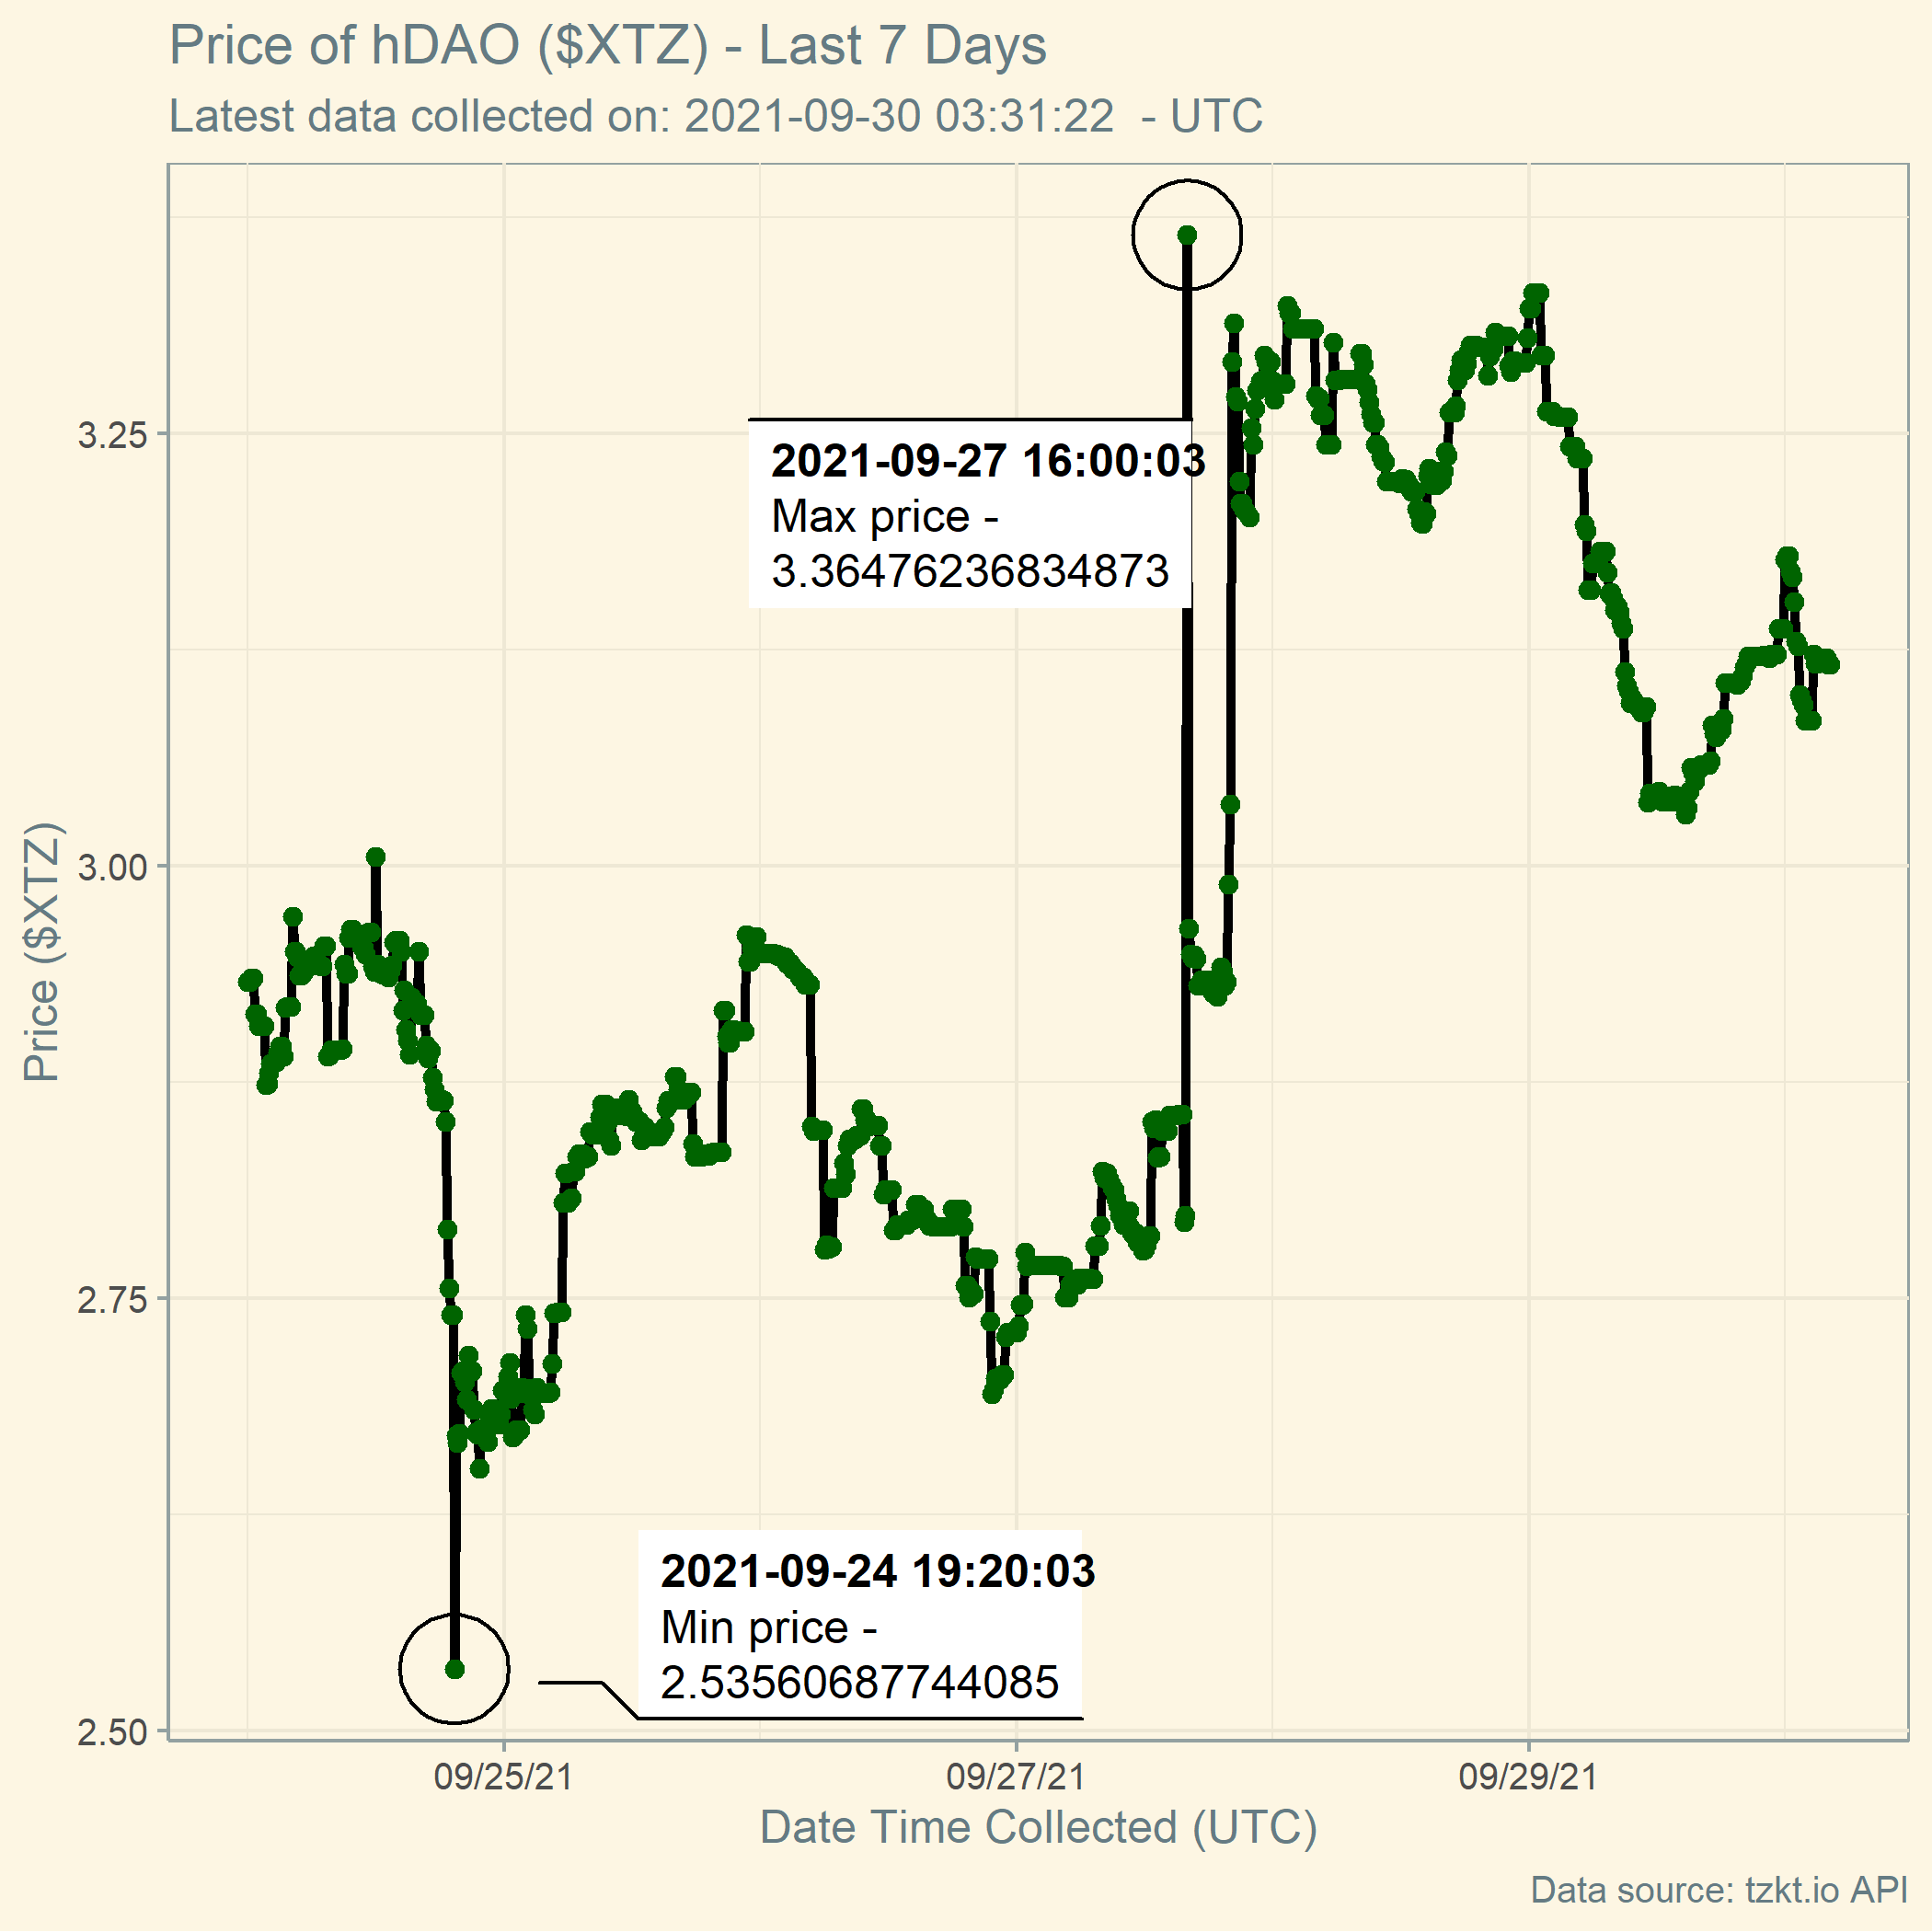 Price of hDAO ($XTZ) - Last 7 Days
Latest data collected on: 2021-09-30 03:31:22  - UTC
Price ($XTZ)
3.25
3.00
2.75
2.50
2021-09-27 16:00:03
Max price -
3.36476236834873
2021-09-24 19:20:03
Min price -
2.53560687744085
09/25/21
09/27/21
09/29/21
Date Time Collected (UTC)
Data source: tzkt.io API